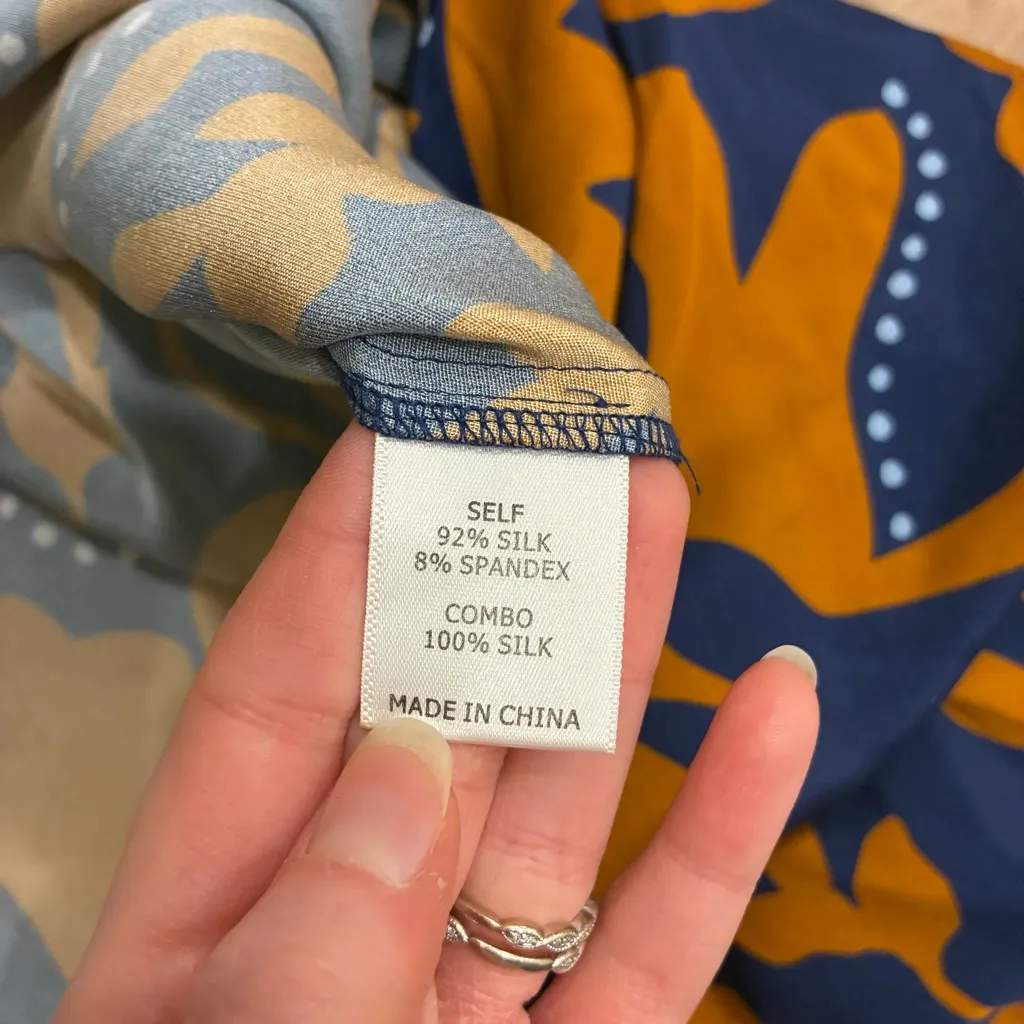 SELF
92% SILK
8% SPANDEX
COMBO
100% SILK
MADE IN CHINA